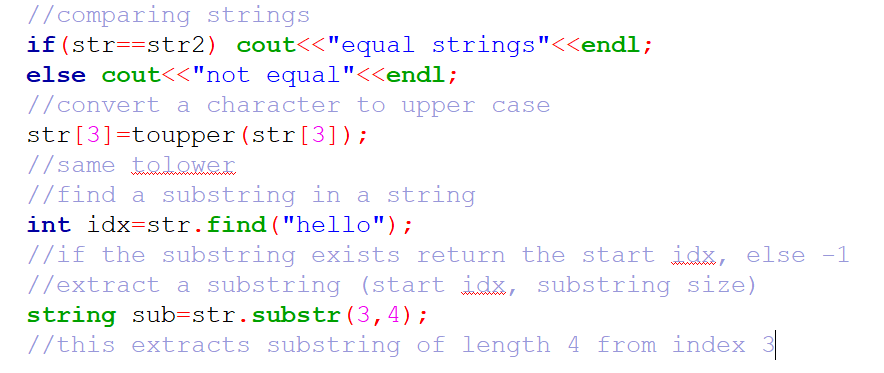 //comparing strings
if(str==str2) cout<<"equal strings"<<endl;
else cout<<"not equal"<<endl;
//convert a character to upper case
str[3]=toupper(str[3]);
//same tolower
//find a substring in a string
int idx=str.find("hello");
//if the substring exists return the start idx, else -1
//extract a substring (start idx, substring size)
string sub=str.substr(3,4);
//this extracts substring of length 4 from index 3